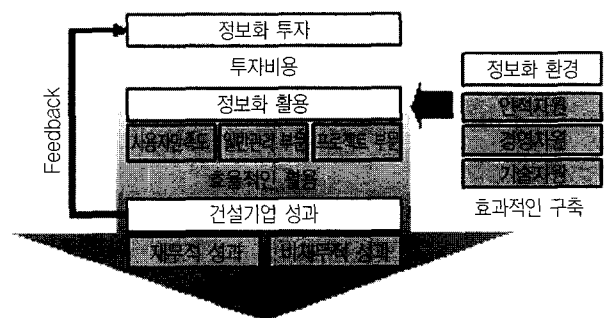 정보화 투자
투자비용
정보화 환경
정보화 활용
인적자원
사용자만족도 일반관리 부문 프로젝트 부문
경영자원
효율적인 활용
기술자원
Feedback
건설기업 성과
효과적인 구축
재무적 성과 비재무적 성과